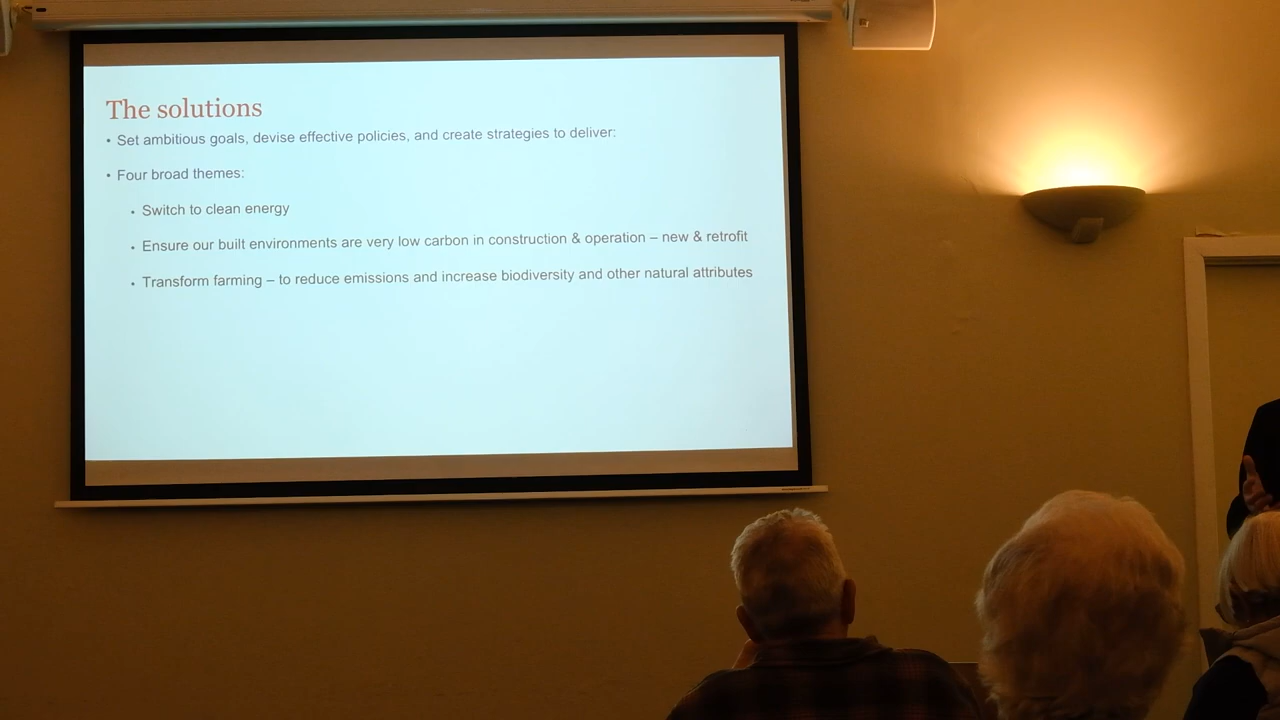 The solutions
• Set ambitious goals, devise effective policies, and create strategies to deliver:
• Four broad themes:
• Switch to clean energy
• Ensure our built environments are very low carbon in construction & operation – new & retrofit
• Transform farming – to reduce emissions and increase biodiversity and other natural attributes